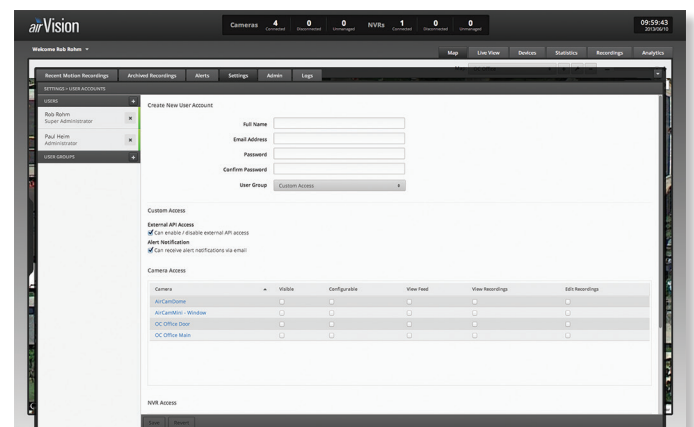 airVision
Cameras 4 Connected 0 Disconnected 0 Unmanaged NVRs 1 Connected 0 Disconnected 0 Unmanaged
09:59:43
2013/06/10
Welcome Rob Rohm
Map Live View Devices Statistics Recordings Analytics
Recent Motion Recordings Archived Recordings Alerts Settings Admin Logs
SETTINGS > USER ACCOUNTS
USERS +
Rob Rohm
Super Administrator
Paul Heim
Administrator
USER GROUPS +
Create New User Account
Full Name
Email Address
Password
Confirm Password
User Group Custom Access
Custom Access
External API Access
Can enable / disable external API access
Alert Notification
Can receive alert notifications via email
Camera Access
Camera Visible Configurable View Feed View Recordings Edit Recordings
AirCamDome
AirCamMini - Window
OC Office Door
OC Office Main
NVR Access
Save Revert